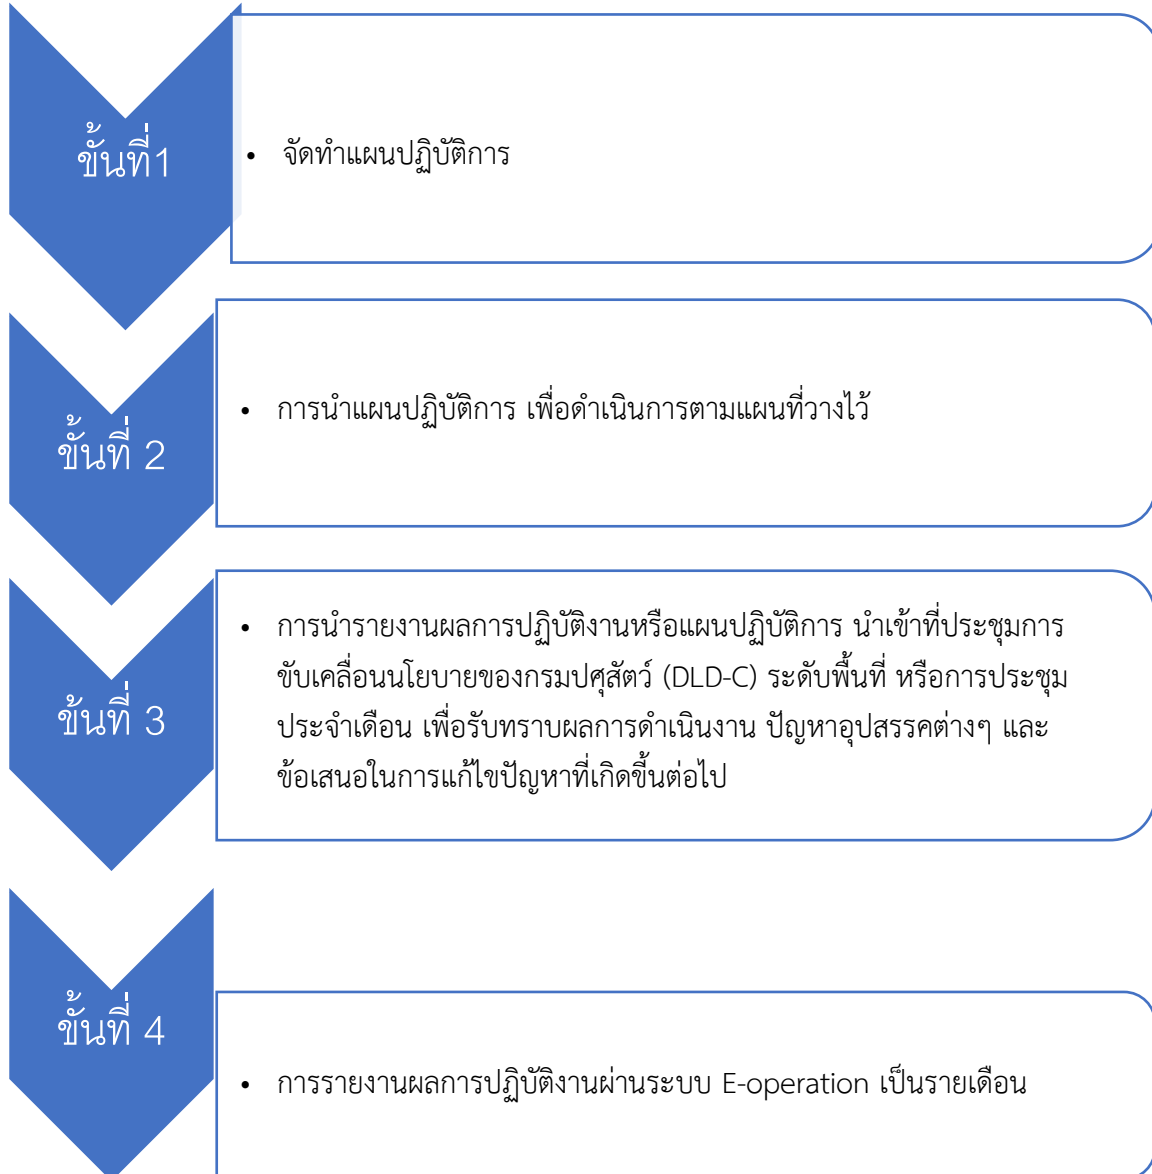 ขั้นที่1
• จัดทำแผนปฏิบัติการ
ขั้นที่ 2
• การนำแผนปฏิบัติการ เพื่อดำเนินการตามแผนที่วางไว้
ขั้นที่ 3
• การนำรายงานผลการปฏิบัติงานหรือแผนปฏิบัติการ นำเข้าที่ประชุมการ
ขับเคลื่อนนโยบายของกรมปศุสัตว์ (DLD-C) ระดับพื้นที่ หรือการประชุม
ประจำเดือน เพื่อรับทราบผลการดำเนินงาน ปัญหาอุปสรรคต่างๆ และ
ข้อเสนอในการแก้ไขปัญหาที่เกิดขี้นต่อไป
ขั้นที่ 4
• การรายงานผลการปฏิบัติงานผ่านระบบ E-operation เป็นรายเดือน